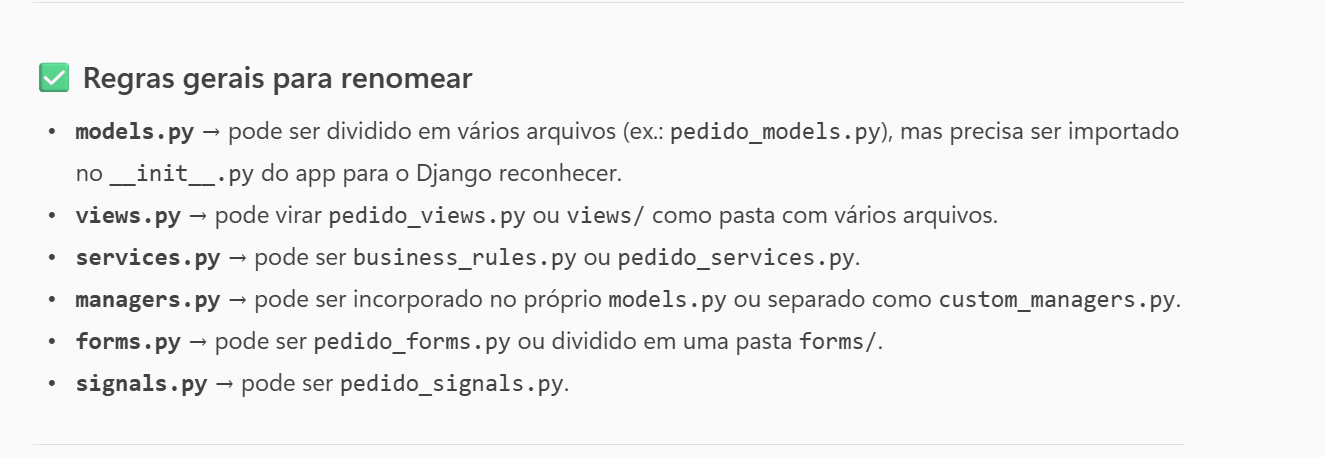 ✅ Regras gerais para renomear
• models.py → pode ser dividido em vários arquivos (ex.: pedido_models.py), mas precisa ser importado
no __init__.py do app para o Django reconhecer.
• views.py → pode virar pedido_views.py ou views/ como pasta com vários arquivos.
• services.py → pode ser business_rules.py ou pedido_services.py.
• managers.py → pode ser incorporado no próprio models.py ou separado como custom_managers.py.
• forms.py → pode ser pedido_forms.py ou dividido em uma pasta forms/.
• signals.py → pode ser pedido_signals.py.